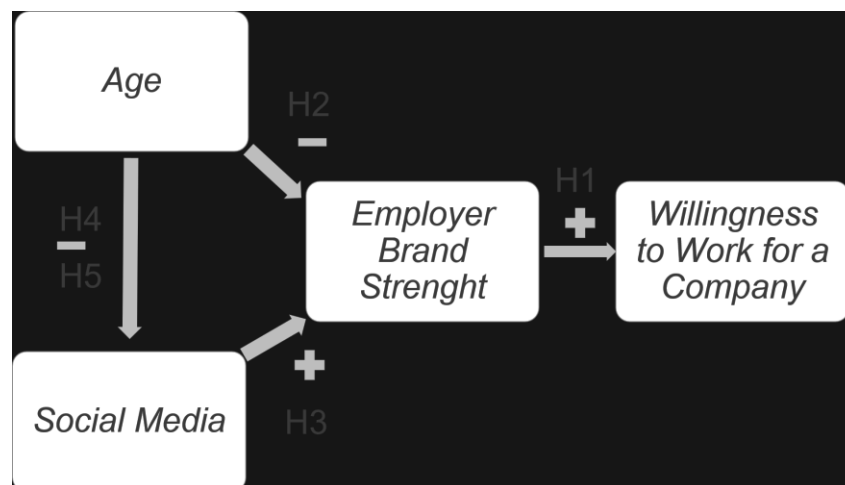 Age
H2
H4
H5
H1
Employer
Brand
Strenght
Willingness
to Work for a
Company
Social Media
H3